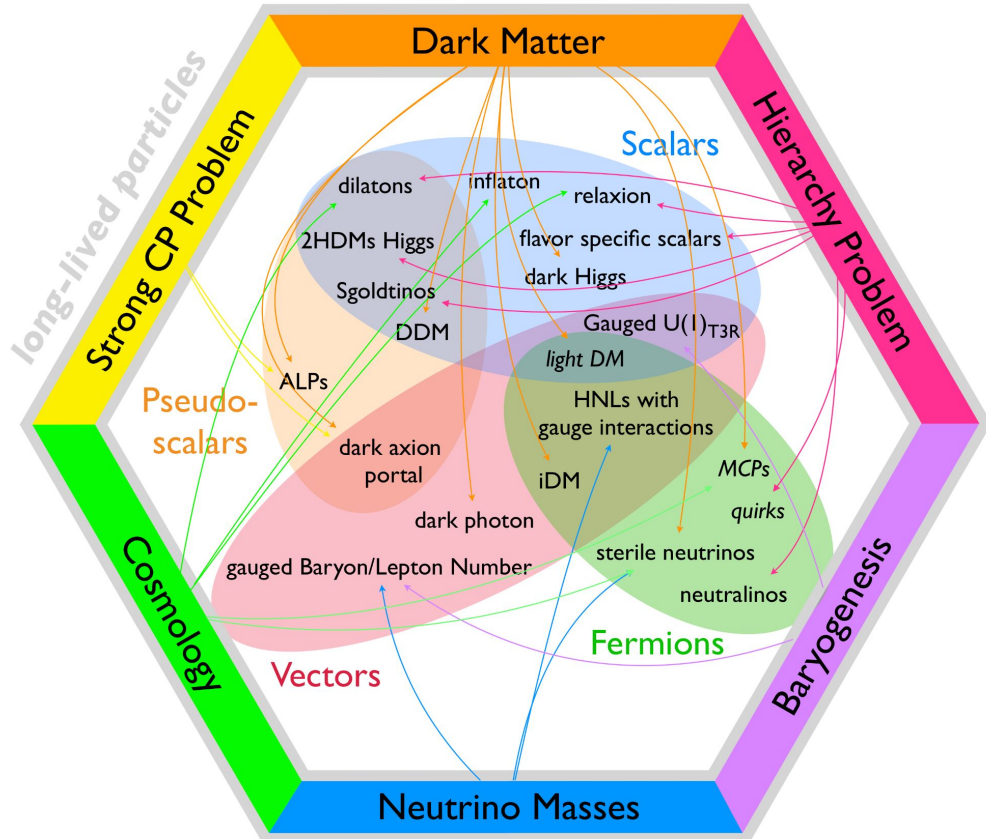 Dark Matter
long-lived particles
Strong CP Problem
Hierarchy Problem
Scalars
dilatons
inflaton
relaxion
2HDMs Higgs
flavor specific scalars
dark Higgs
Sgoldtinos
DDM
Gauged U(1)T3R
light DM
ALPs
Pseudo-
scalars
HNLs with
gauge interactions
dark axion
portal
MCPs
iDM
quirks
dark photon
sterile neutrinos
gauged Baryon/Lepton Number
neutralinos
Fermions
Vectors
Cosmology
Baryogenesis
Neutrino Masses